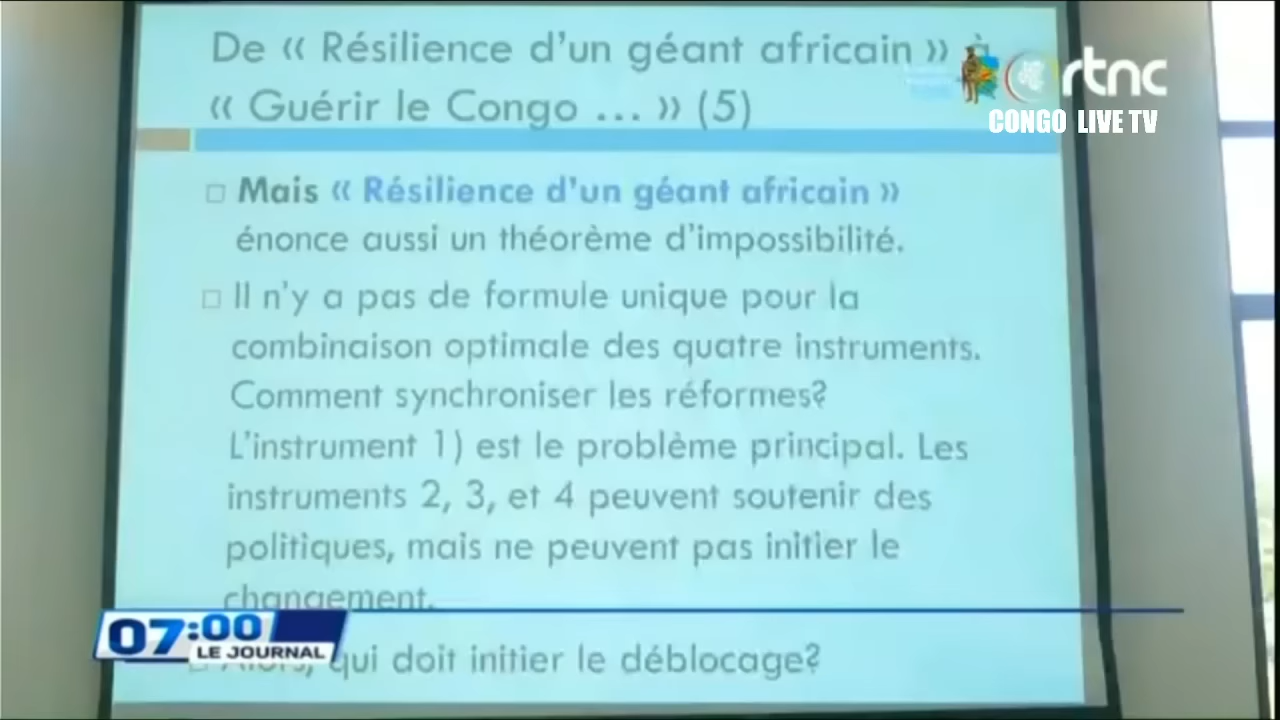 De « Résilience d'un géant africain » à
« Guérir le Congo ... » (5)
rtnc
CONGO LIVE TV
Mais « Résilience d'un géant africain »
énonce aussi un théorème d'impossibilité.
Il n'y a pas de formule unique pour la
combinaison optimale des quatre instruments.
Comment synchroniser les réformes?
L'instrument 1) est le problème principal. Les
instruments 2, 3, et 4 peuvent soutenir des
politiques, mais ne peuvent pas initier le
changement.
Alors, qui doit initier le déblocage?
07:00
LE JOURNAL